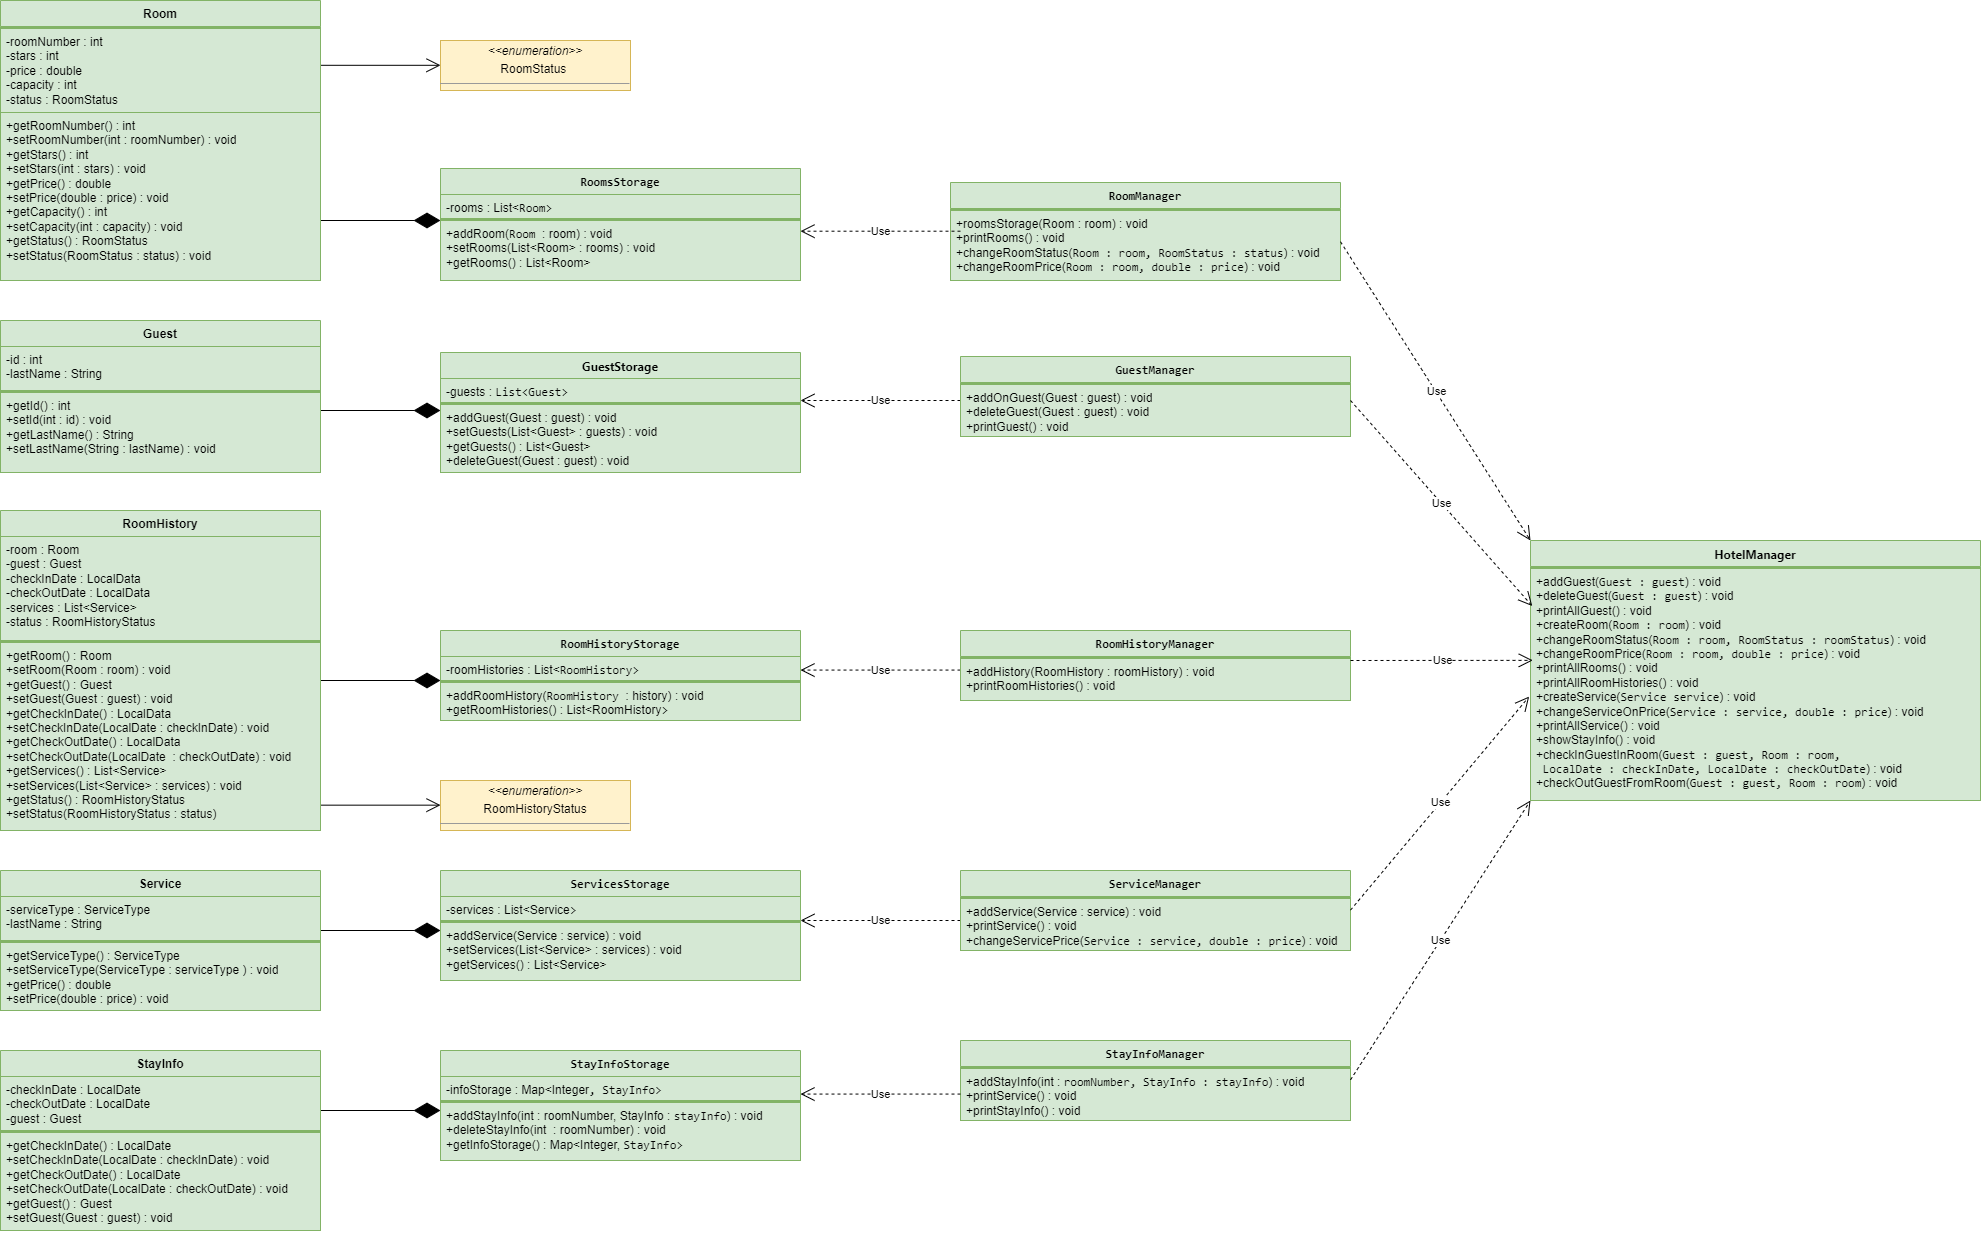 Room
-roomNumber : int
-stars : int
-price : double
-capacity : int
-status : RoomStatus
+getRoomNumber() : int
+setRoomNumber(int : roomNumber) : void
+getStars() : int
+setStars(int : stars) : void
+getPrice() : double
+setPrice(double : price) : void
+getCapacity() : int
+setCapacity(int : capacity) : void
+getStatus() : RoomStatus
+setStatus(RoomStatus : status) : void
<<enumeration>>
RoomStatus
RoomsStorage
-rooms : List<Room>
+addRoom(Room : room) : void
+setRooms(List<Room> : rooms) : void
+getRooms() : List<Room>
Use
RoomManager
+roomsStorage(Room : room) : void
+printRooms() : void
+changeRoomStatus(Room : room, RoomStatus : status) : void
+changeRoomPrice(Room : room, double : price) : void
Use
Guest
-id : int
-lastName : String
+getId() : int
+setId(int : id) : void
+getLastName() : String
+setLastName(String : lastName) : void
GuestStorage
-guests : List<Guest>
+addGuest(Guest : guest) : void
+setGuests(List<Guest> : guests) : void
+getGuests() : List<Guest>
+deleteGuest(Guest : guest) : void
Use
GuestManager
+addOnGuest(Guest : guest) : void
+deleteGuest(Guest : guest) : void
+printGuest() : void
Use
RoomHistory
-room : Room
-guest : Guest
-checkInDate : LocalData
-checkOutDate : LocalData
-services : List<Service>
-status : RoomHistoryStatus
+getRoom() : Room
+setRoom(Room : room) : void
+getGuest() : Guest
+setGuest(Guest : guest) : void
+getCheckInDate() : LocalData
+setCheckInDate(LocalDate : checkInDate) : void
+getCheckOutDate() : LocalData
+setCheckOutDate(LocalDate : checkOutDate) : void
+getServices() : List<Service>
+setServices(List<Service> : services) : void
+getStatus() : RoomHistoryStatus
+setStatus(RoomHistoryStatus : status)
RoomHistoryStorage
-roomHistories : List<RoomHistory>
+addRoomHistory(RoomHistory : history) : void
+getRoomHistories() : List<RoomHistory>
Use
RoomHistoryManager
+addHistory(RoomHistory : roomHistory) : void
+printRoomHistories() : void
Use
<<enumeration>>
RoomHistoryStatus
HotelManager
+addGuest(Guest : guest) : void
+deleteGuest(Guest : guest) : void
+printAllGuest() : void
+createRoom(Room : room) : void
+changeRoomStatus(Room : room, RoomStatus : roomStatus) : void
+changeRoomPrice(Room : room, double : price) : void
+printAllRooms() : void
+printAllRoomHistories() : void
+createService(Service service) : void
+changeServiceOnPrice(Service : service, double : price) : void
+printAllService() : void
+showStayInfo() : void
+checkInGuestInRoom(Guest : guest, Room : room,
LocalDate : checkInDate, LocalDate : checkOutDate) : void
+checkOutGuestFromRoom(Guest : guest, Room : room) : void
Service
-serviceType : ServiceType
-lastName : String
+getServiceType() : ServiceType
+setServiceType(ServiceType : serviceType ) : void
+getPrice() : double
+setPrice(double : price) : void
ServicesStorage
-services : List<Service>
+addService(Service : service) : void
+setServices(List<Service> : services) : void
+getServices() : List<Service>
Use
ServiceManager
+addService(Service : service) : void
+printService() : void
+changeServicePrice(Service : service, double : price) : void
Use
StayInfo
-checkInDate : LocalDate
-checkOutDate : LocalDate
-guest : Guest
+getCheckInDate() : LocalDate
+setCheckInDate(LocalDate : checkInDate) : void
+getCheckOutDate() : LocalDate
+setCheckOutDate(LocalDate : checkOutDate) : void
+getGuest() : Guest
+setGuest(Guest : guest) : void
StayInfoStorage
-infoStorage : Map<Integer, StayInfo>
+addStayInfo(int : roomNumber, StayInfo : stayInfo) : void
+deleteStayInfo(int : roomNumber) : void
+getInfoStorage() : Map<Integer, StayInfo>
Use
StayInfoManager
+addStayInfo(int : roomNumber, StayInfo : stayInfo) : void
+printService() : void
+printStayInfo() : void
Use